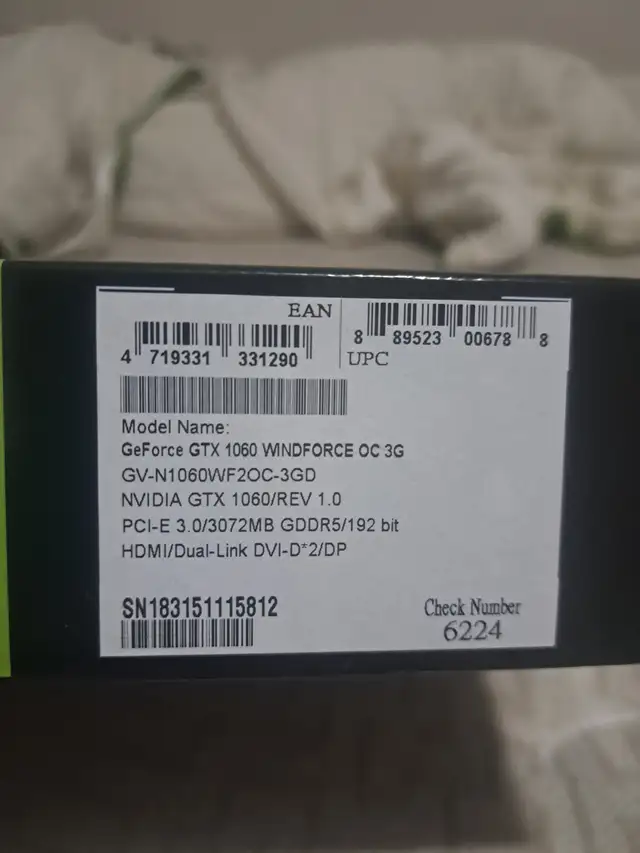 EAN
4 719331 331290
8 89523 00678 8
UPC
Model Name:
GeForce GTX 1060 WINDFORCE OC 3G
GV-N1060WF2OC-3GD
NVIDIA GTX 1060/REV 1.0
PCI-E 3.0/3072MB GDDR5/192 bit
HDMI/Dual-Link DVI-D*2/DP
SN183151115812
Check Number
6224